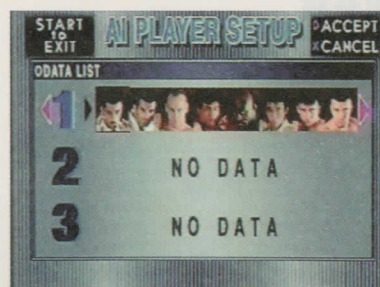 START
TO
EXIT
AI PLAYER SETUP
○ACCEPT
×CANCEL
○DATA LIST
1
2 NO DATA
3 NO DATA